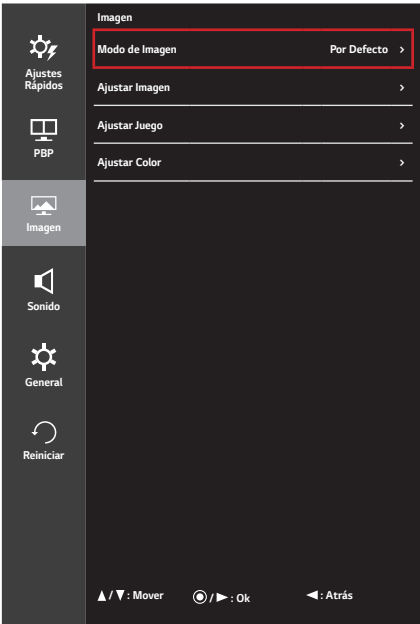 Imagen
Modo de Imagen Por Defecto >
Ajustar Imagen >
Ajustar Juego >
Ajustar Color >
Ajustes
Rápidos
PBP
Imagen
Sonido
General
Reiniciar
▲/▼: Mover ◉/►: Ok ◄: Atrás